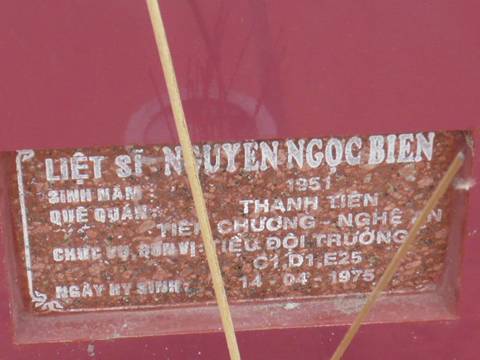 LIỆT SĨ - NGUYEN NGỌC BIEN
SINH NĂM 1951
QUÊ QUÁN : THANH TIÊN
CHƯƠNG - NGHỆ AN
CHỨC VỤ, ĐƠN VỊ : TIỂU ĐỘI TRƯỞNG
C1,D1,E25
NGÀY HY SINH : 14 - 04 - 1975